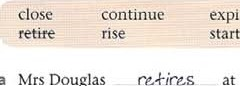 close continue expi
retire rise start
a Mrs Douglas retires at